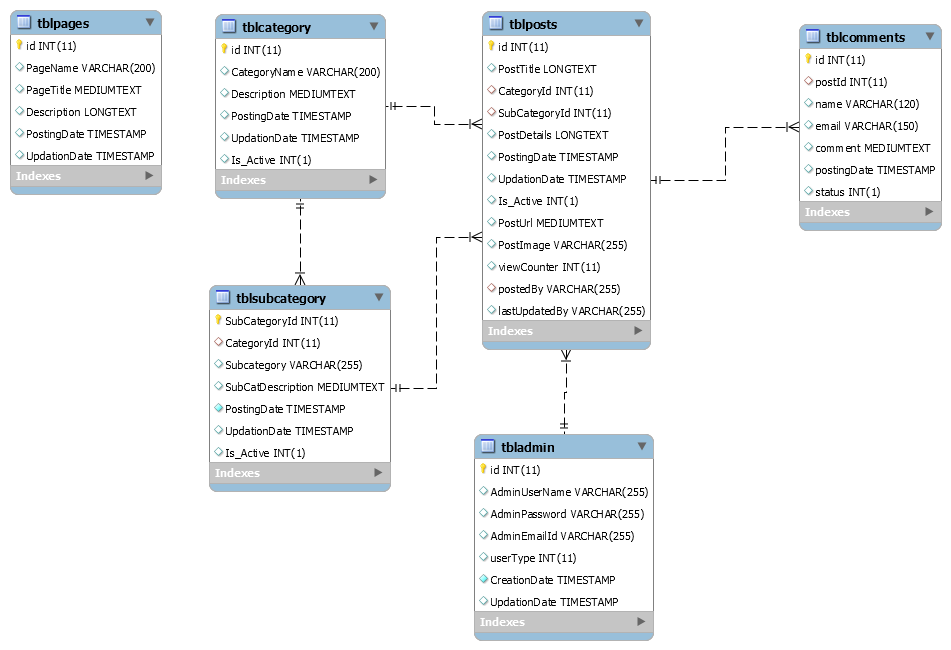 tblpages
id INT(11)
PageName VARCHAR(200)
PageTitle MEDIUMTEXT
Description LONGTEXT
PostingDate TIMESTAMP
UpdationDate TIMESTAMP
Indexes
tblcategory
id INT(11)
CategoryName VARCHAR(200)
Description MEDIUMTEXT
PostingDate TIMESTAMP
UpdationDate TIMESTAMP
Is_Active INT(1)
Indexes
tblposts
id INT(11)
PostTitle LONGTEXT
CategoryId INT(11)
SubCategoryId INT(11)
PostDetails LONGTEXT
PostingDate TIMESTAMP
UpdationDate TIMESTAMP
Is_Active INT(1)
PostUrl MEDIUMTEXT
PostImage VARCHAR(255)
viewCounter INT(11)
postedBy VARCHAR(255)
lastUpdatedBy VARCHAR(255)
Indexes
tblcomments
id INT(11)
postId INT(11)
name VARCHAR(120)
email VARCHAR(150)
comment MEDIUMTEXT
postingDate TIMESTAMP
status INT(1)
Indexes
tblsubcategory
SubCategoryId INT(11)
CategoryId INT(11)
Subcategory VARCHAR(255)
SubCatDescription MEDIUMTEXT
PostingDate TIMESTAMP
UpdationDate TIMESTAMP
Is_Active INT(1)
Indexes
tbladmin
id INT(11)
AdminUserName VARCHAR(255)
AdminPassword VARCHAR(255)
AdminEmailId VARCHAR(255)
userType INT(11)
CreationDate TIMESTAMP
UpdationDate TIMESTAMP
Indexes